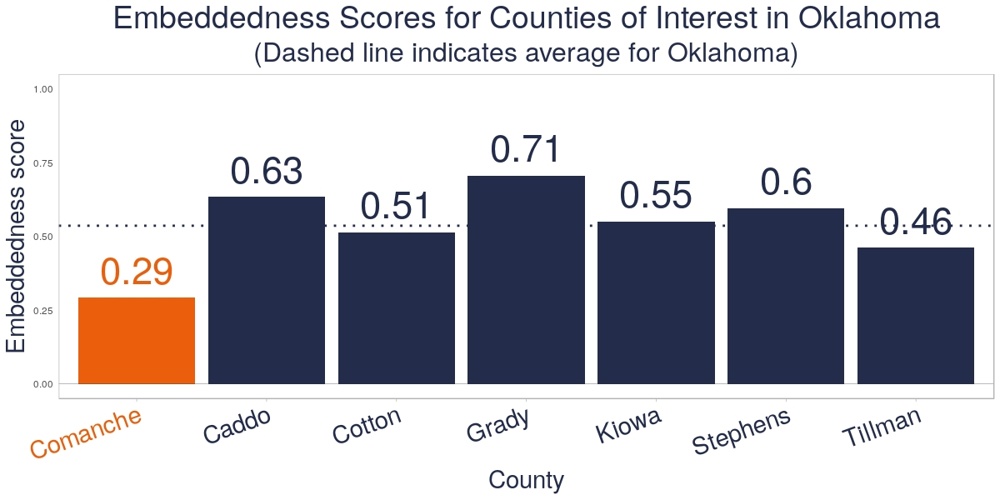 Embeddedness Scores for Counties of Interest in Oklahoma
(Dashed line indicates average for Oklahoma)
Embeddedness score
1.00
0.75
0.50
0.25
0.00
0.29
0.63
0.51
0.71
0.55
0.6
0.46
Comanche
Caddo
Cotton
Grady
Kiowa
Stephens
Tillman
County